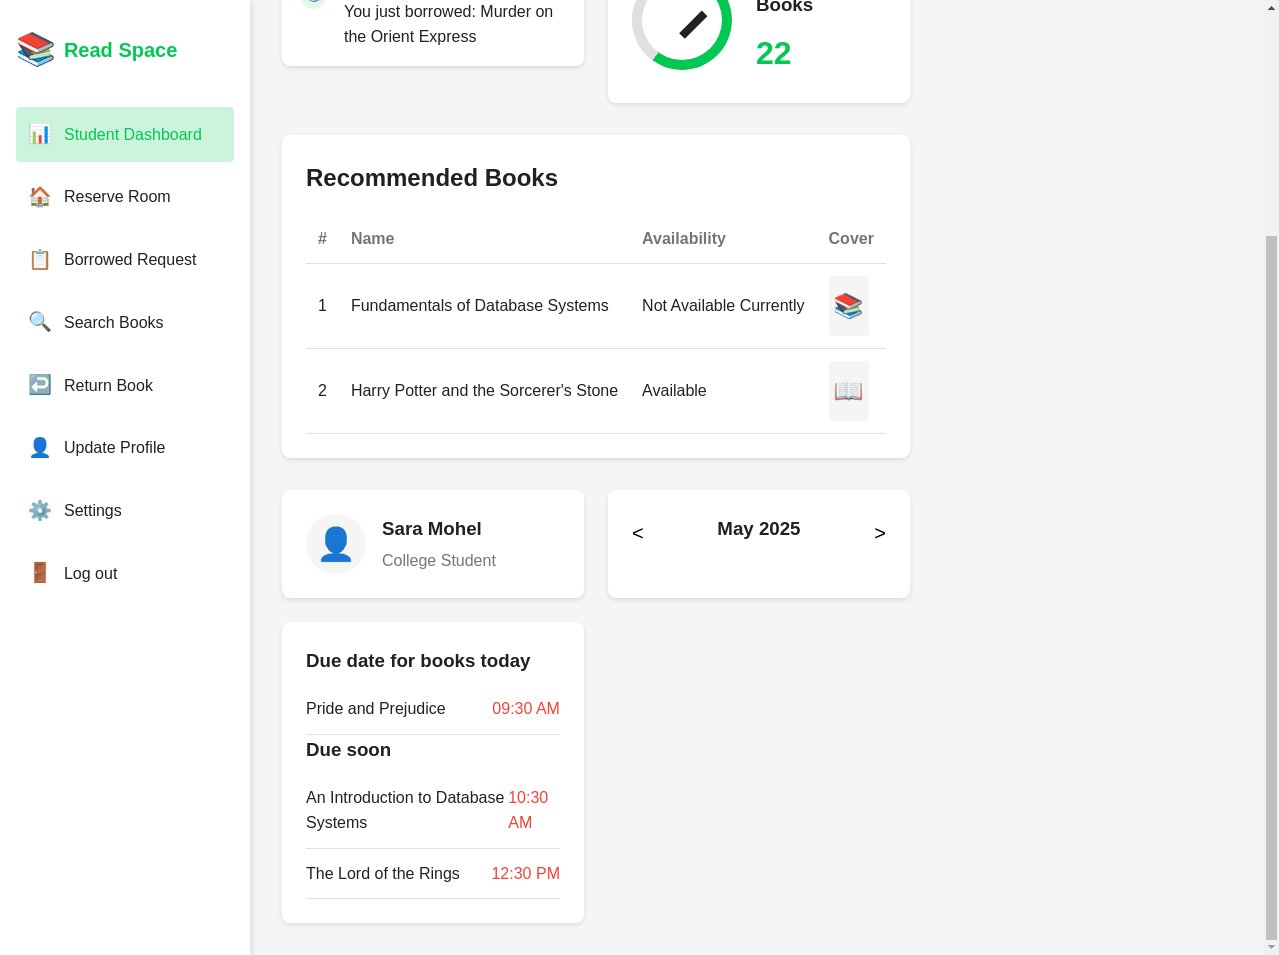 Read Space
Student Dashboard
Reserve Room
Borrowed Request
Search Books
Return Book
Update Profile
Settings
Log out
You just borrowed: Murder on
the Orient Express
Books
22
Recommended Books
# Name Availability Cover
1 Fundamentals of Database Systems Not Available Currently
2 Harry Potter and the Sorcerer's Stone Available
Sara Mohel
College Student
< May 2025 >
Due date for books today
Pride and Prejudice 09:30 AM
Due soon
An Introduction to Database 10:30
Systems AM
The Lord of the Rings 12:30 PM